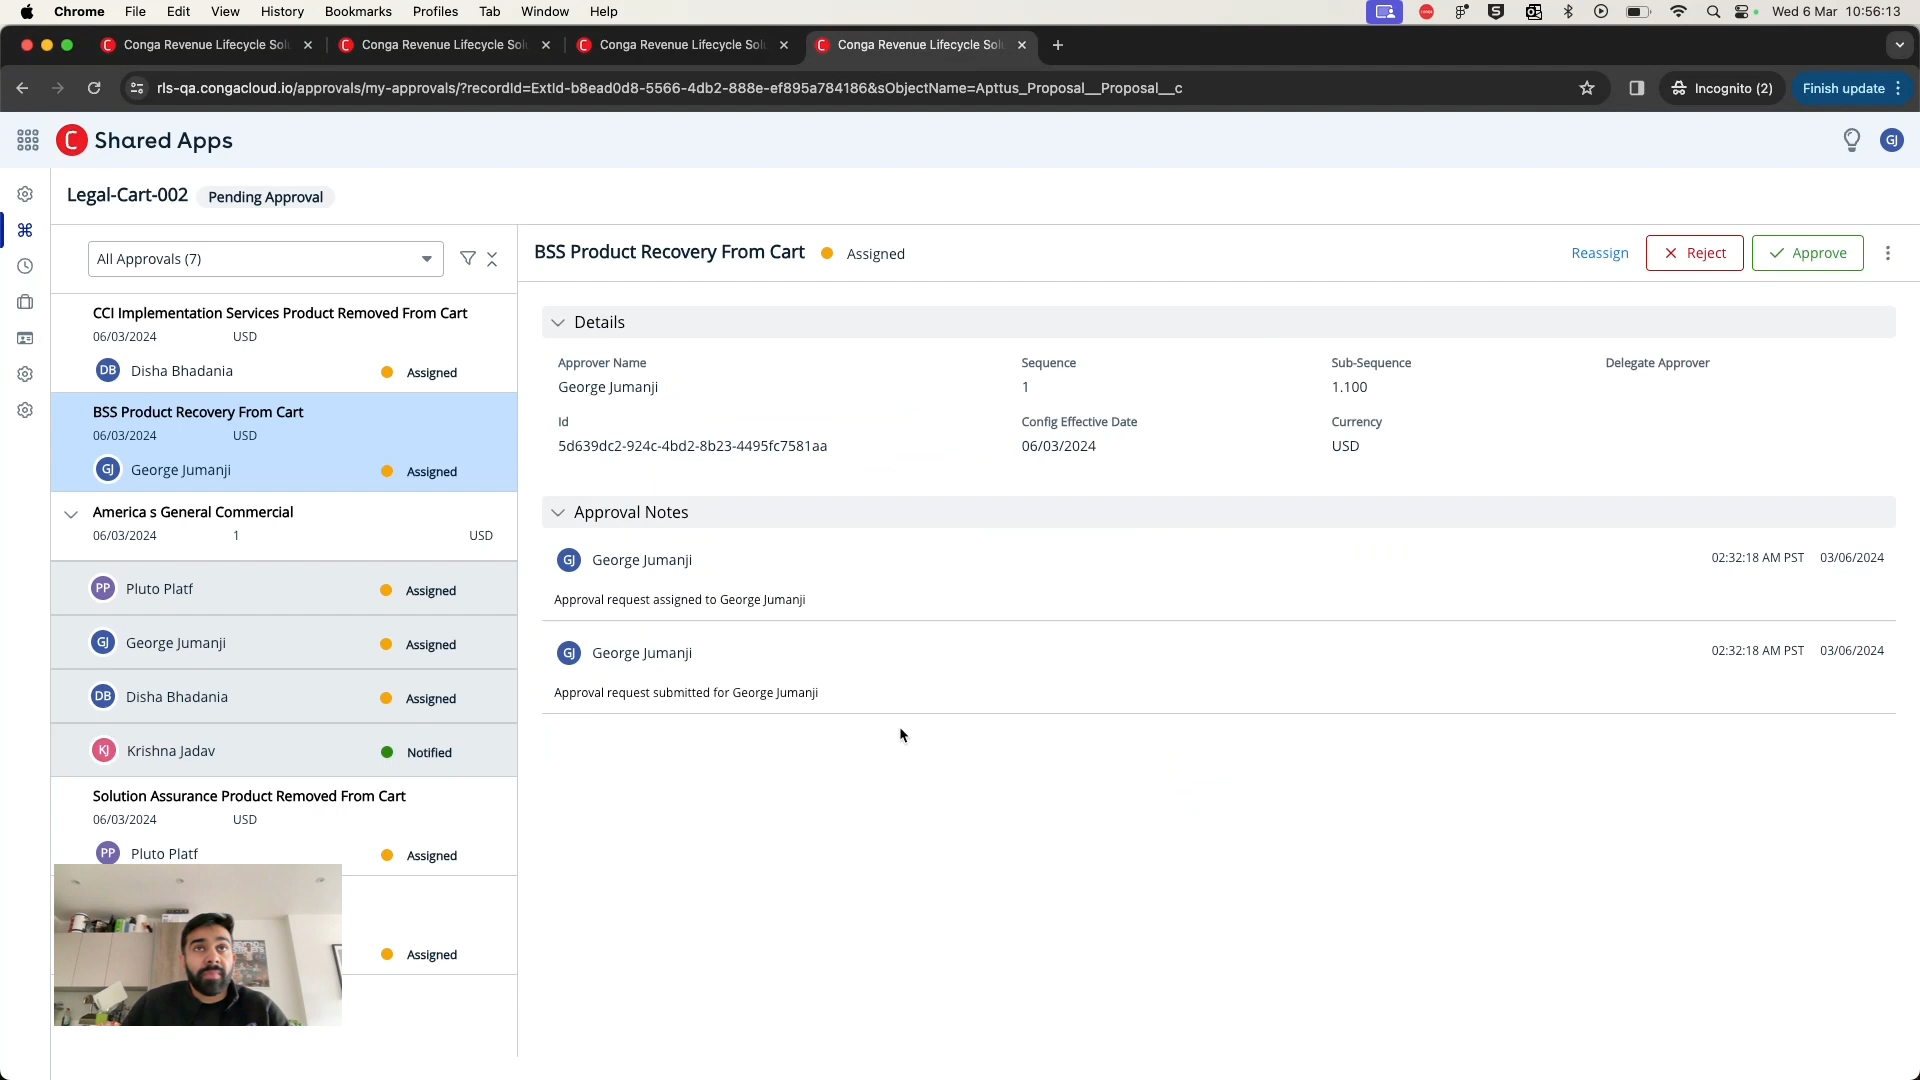 Chrome File Edit View History Bookmarks Profiles Tab Window Help Wed 6 Mar 10:56:13
Conga Revenue Lifecycle Sol Conga Revenue Lifecycle Sol Conga Revenue Lifecycle Sol Conga Revenue Lifecycle Sol
rls-qa.congacloud.io/approvals/my-approvals/?recordId=ExtId-b8ead0d8-5566-4db2-888e-ef895a784186&sObjectName=Apttus_Proposal__Proposal__c Incognito (2) Finish update
C Shared Apps GJ
Legal-Cart-002 Pending Approval
All Approvals (7)
BSS Product Recovery From Cart Assigned Reassign Reject Approve
CCI Implementation Services Product Removed From Cart
06/03/2024 USD
DB Disha Bhadania Assigned
BSS Product Recovery From Cart
06/03/2024 USD
GJ George Jumanji Assigned
America s General Commercial
06/03/2024 1 USD
PP Pluto Platf Assigned
GJ George Jumanji Assigned
DB Disha Bhadania Assigned
KJ Krishna Jadav Notified
Solution Assurance Product Removed From Cart
06/03/2024 USD
PP Pluto Platf Assigned
Assigned
Details
Approver Name Sequence Sub-Sequence Delegate Approver
George Jumanji 1 1.100
Id Config Effective Date Currency
5d639dc2-924c-4bd2-8b23-4495fc7581aa 06/03/2024 USD
Approval Notes
GJ George Jumanji 02:32:18 AM PST 03/06/2024
Approval request assigned to George Jumanji
GJ George Jumanji 02:32:18 AM PST 03/06/2024
Approval request submitted for George Jumanji